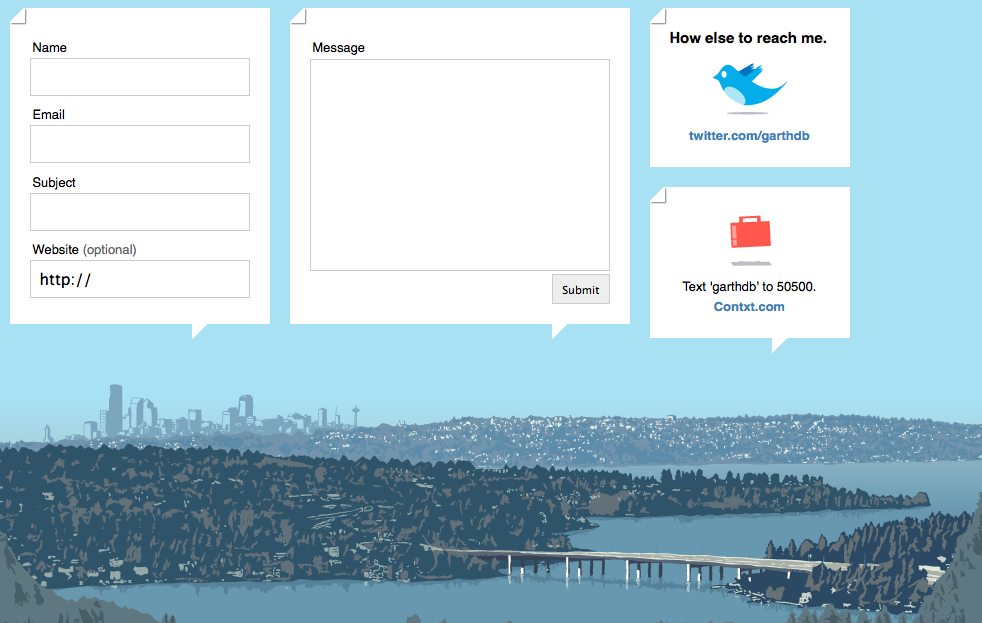 Name
Email
Subject
Website (optional)
http://
Message
Submit
How else to reach me.
twitter.com/garthdb
Text 'garthdb' to 50500.
Contxt.com